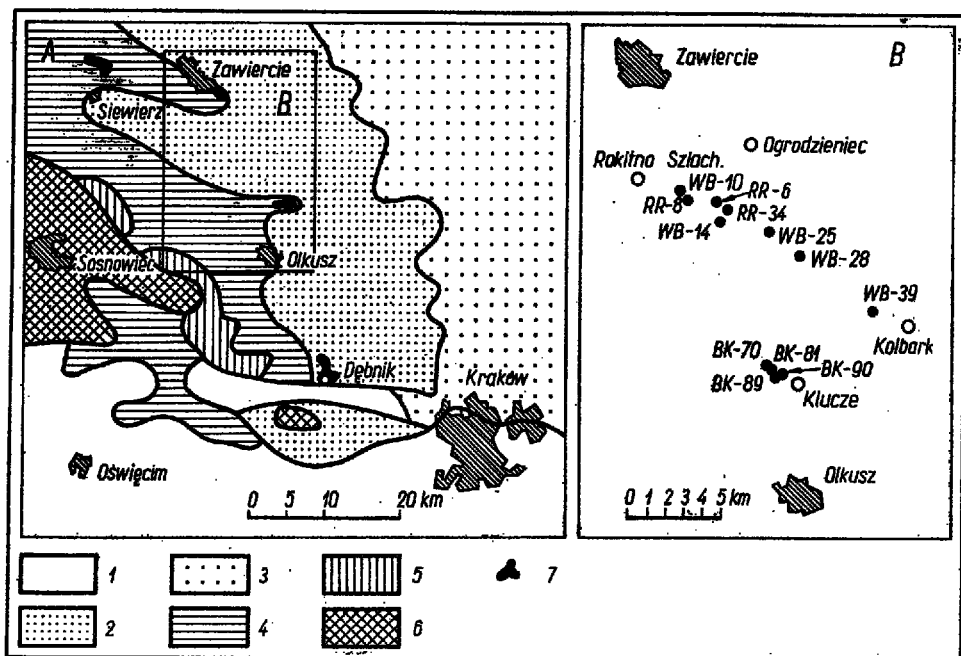 A
Zawiercie
B
Siewierz
Sosnowiec
Olkusz
Dębnik
Kraków
Oświęcim
0 5 10 20 km
B
Zawiercie
Ogrodzieniec
Rokitno Szlach.
WB-10
RR-6
RR-8
RR-34
WB-14
WB-25
WB-28
WB-39
Kolbark
BK-70
BK-81
BK-90
BK-89
Klucze
Olkusz
0 1 2 3 4 5 km
1 3 5 7
2 4 6